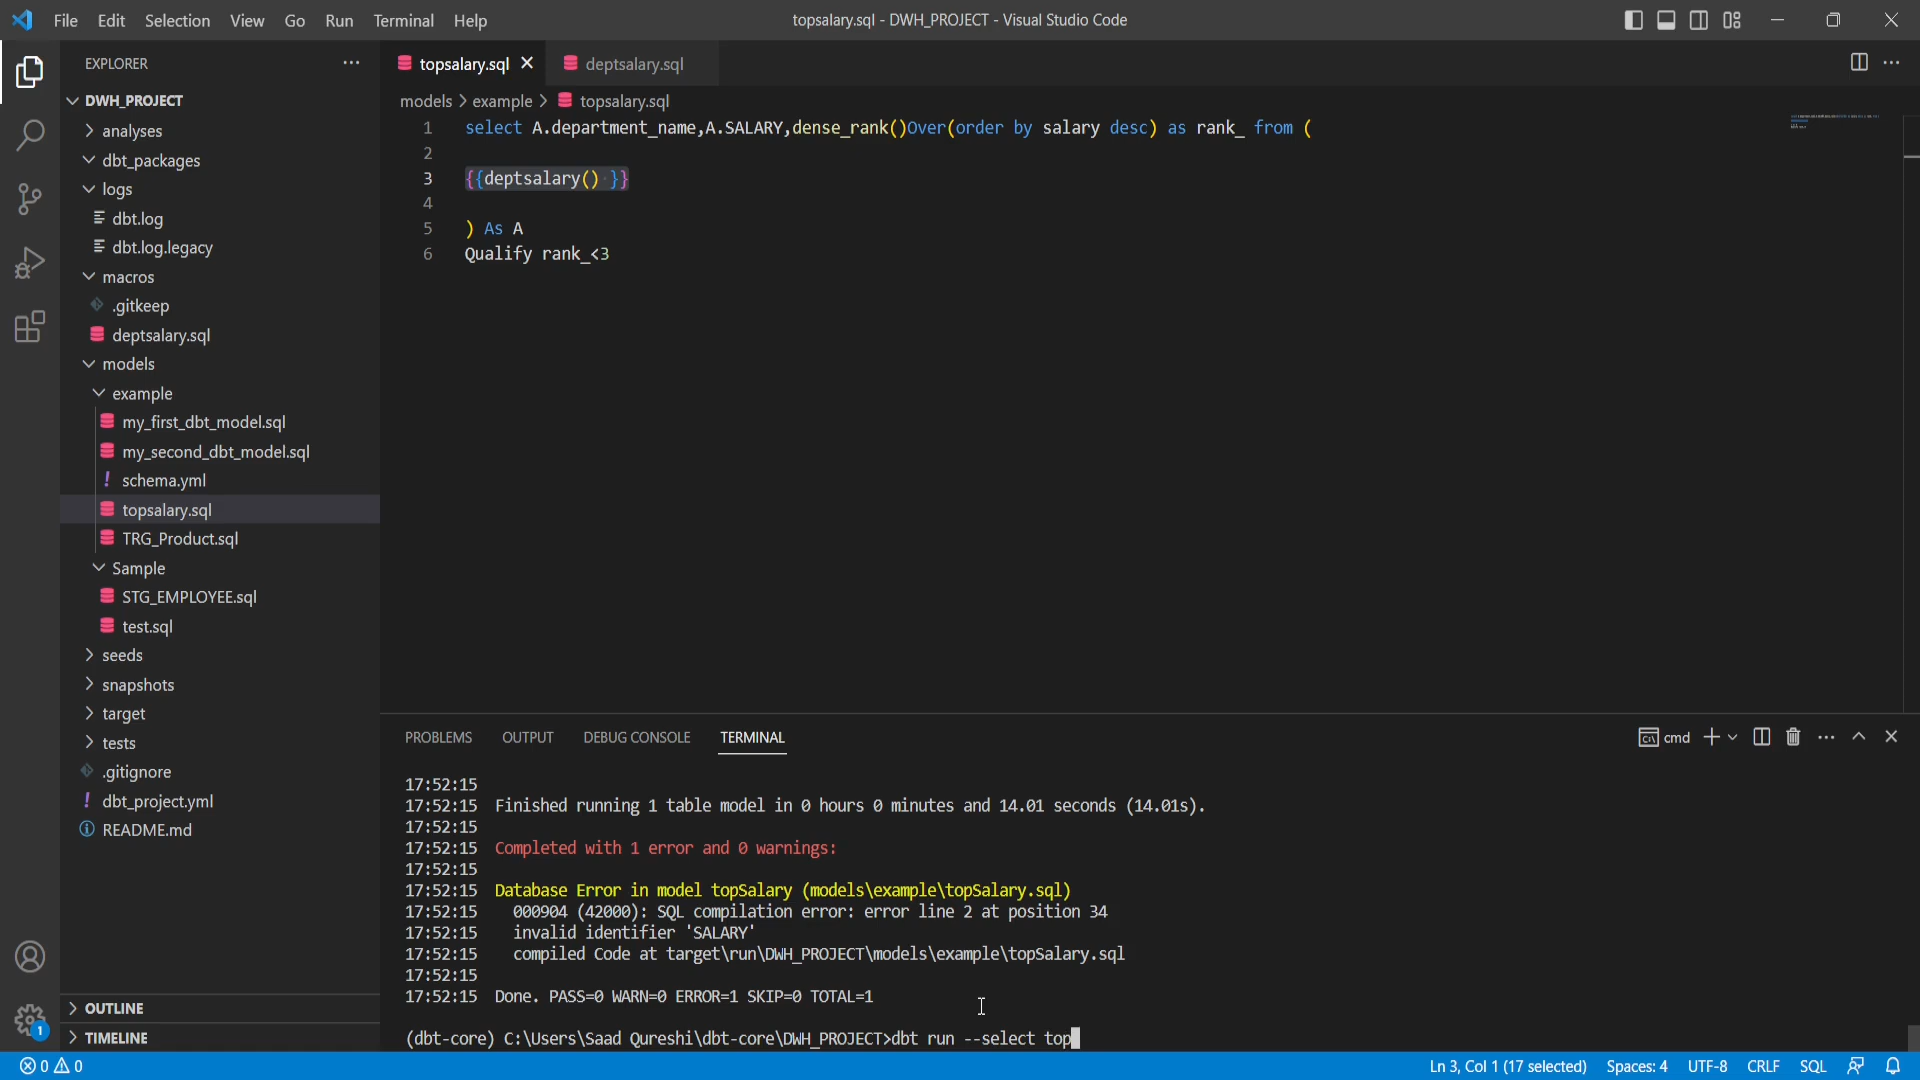 File Edit Selection View Go Run Terminal Help
topsalary.sql - DWH_PROJECT - Visual Studio Code
EXPLORER
DWH_PROJECT
analyses
dbt_packages
logs
dbt.log
dbt.log.legacy
macros
.gitkeep
deptsalary.sql
models
example
my_first_dbt_model.sql
my_second_dbt_model.sql
schema.yml
topsalary.sql
TRG_Product.sql
Sample
STG_EMPLOYEE.sql
test.sql
seeds
snapshots
target
tests
.gitignore
dbt_project.yml
README.md
OUTLINE
TIMELINE
1
topsalary.sql
deptsalary.sql
models > example > topsalary.sql
1 select A.department_name,A.SALARY,dense_rank()Over(order by salary desc) as rank_ from (
2
3 {{deptsalary() }}
4
5 ) As A
6 Qualify rank_<3
PROBLEMS OUTPUT DEBUG CONSOLE TERMINAL
cmd
17:52:15
17:52:15 Finished running 1 table model in 0 hours 0 minutes and 14.01 seconds (14.01s).
17:52:15
17:52:15 Completed with 1 error and 0 warnings:
17:52:15
17:52:15 Database Error in model topSalary (models\example\topSalary.sql)
17:52:15 000904 (42000): SQL compilation error: error line 2 at position 34
17:52:15 invalid identifier 'SALARY'
17:52:15 compiled Code at target\run\DWH_PROJECT\models\example\topSalary.sql
17:52:15
17:52:15 Done. PASS=0 WARN=0 ERROR=1 SKIP=0 TOTAL=1
(dbt-core) C:\Users\Saad Qureshi\dbt-core\DWH_PROJECT>dbt run --select top
0 0
Ln 3, Col 1 (17 selected) Spaces: 4 UTF-8 CRLF SQL